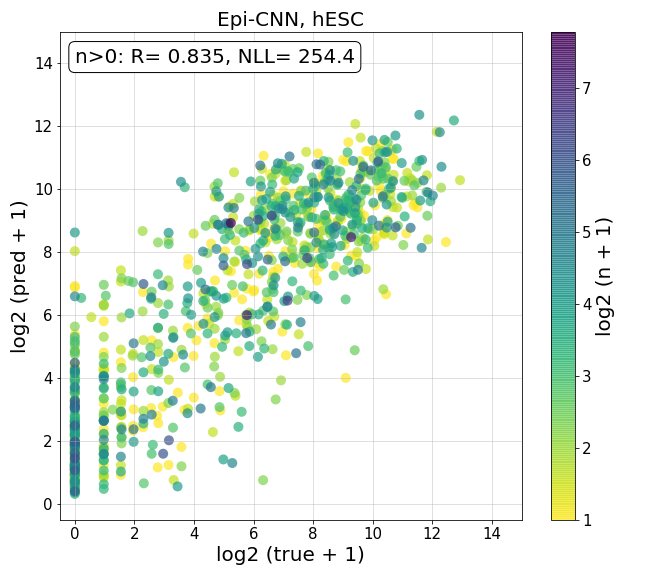 Epi-CNN, hESC
n>0: R= 0.835, NLL= 254.4
14
12
10
8
6
4
2
0
log2 (pred + 1)
0 2 4 6 8 10 12 14
log2 (true + 1)
7
6
5
4
3
2
1
log2 (n + 1)